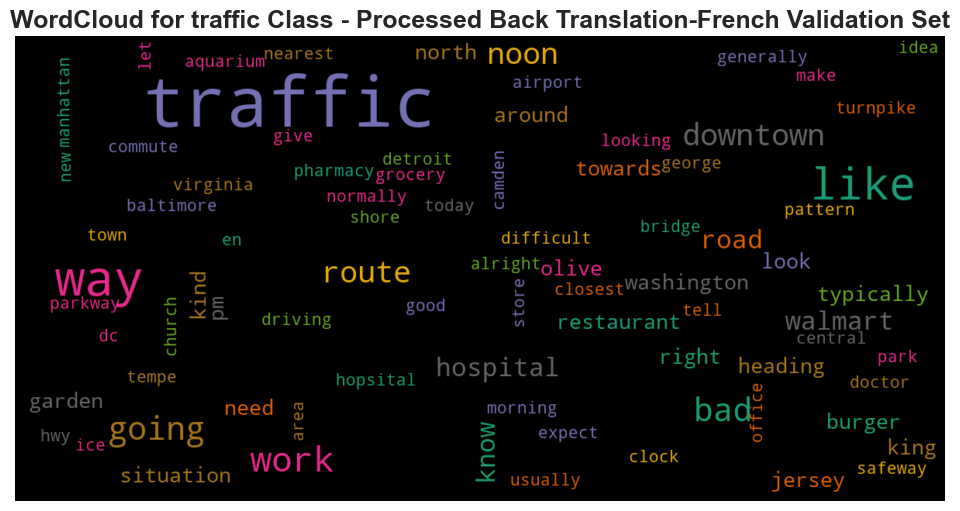 WordCloud for traffic Class - Processed Back Translation-French Validation Set
let
aquarium
nearest
north
noon
generally
idea
manhattan
new
traffic
airport
make
turnpike
around
commute
give
looking
downtown
pharmacy
detroit
grocery
camden
towards
george
like
virginia
normally
baltimore
shore
today
pattern
town
en
difficult
bridge
road
way
route
alright
olive
look
parkway
kind
pm
church
good
store
closest
washington
typically
driving
restaurant
tell
walmart
dc
central
hospital
right
heading
park
tempe
hopsital
doctor
garden
need
area
morning
bad
office
burger
hwy
ice
going
know
expect
king
situation
work
usually
clock
safeway
jersey